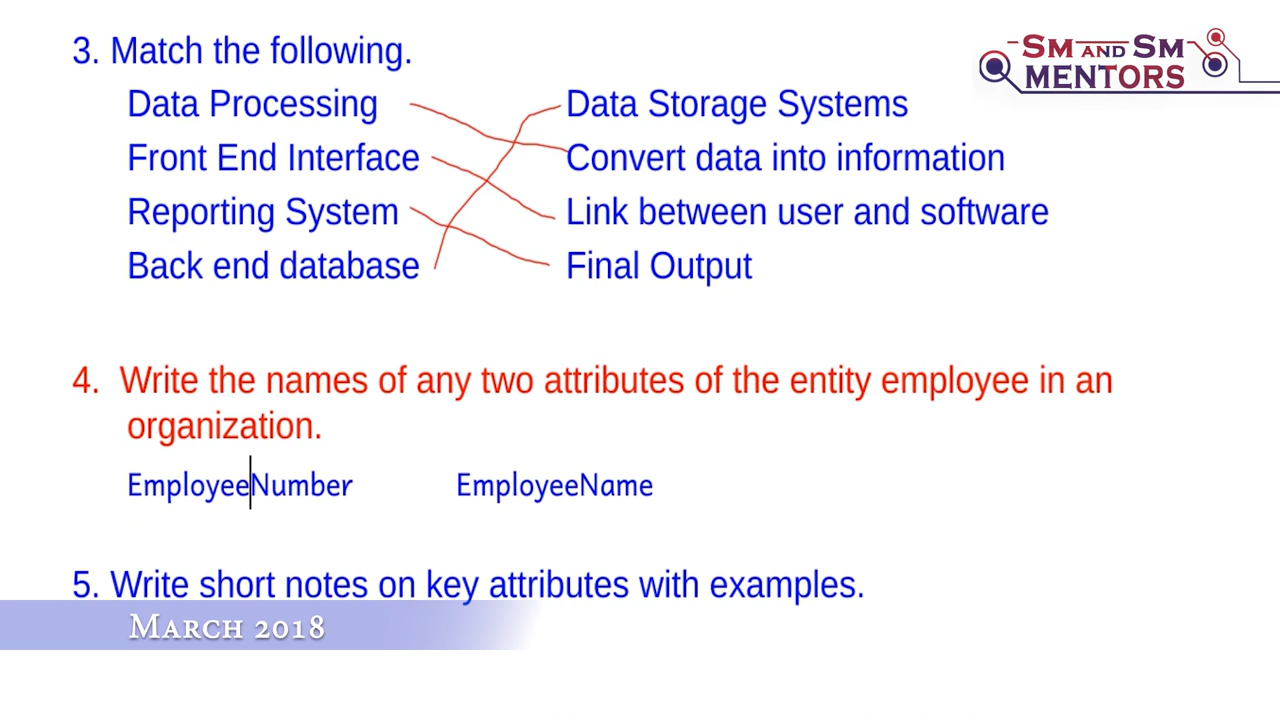 3. Match the following.
SM AND SM
MENTORS
Data Processing Data Storage Systems
Front End Interface Convert data into information
Reporting System Link between user and software
Back end database Final Output
4. Write the names of any two attributes of the entity employee in an
organization.
EmployeeNumber EmployeeName
5. Write short notes on key attributes with examples.
MARCH 2018